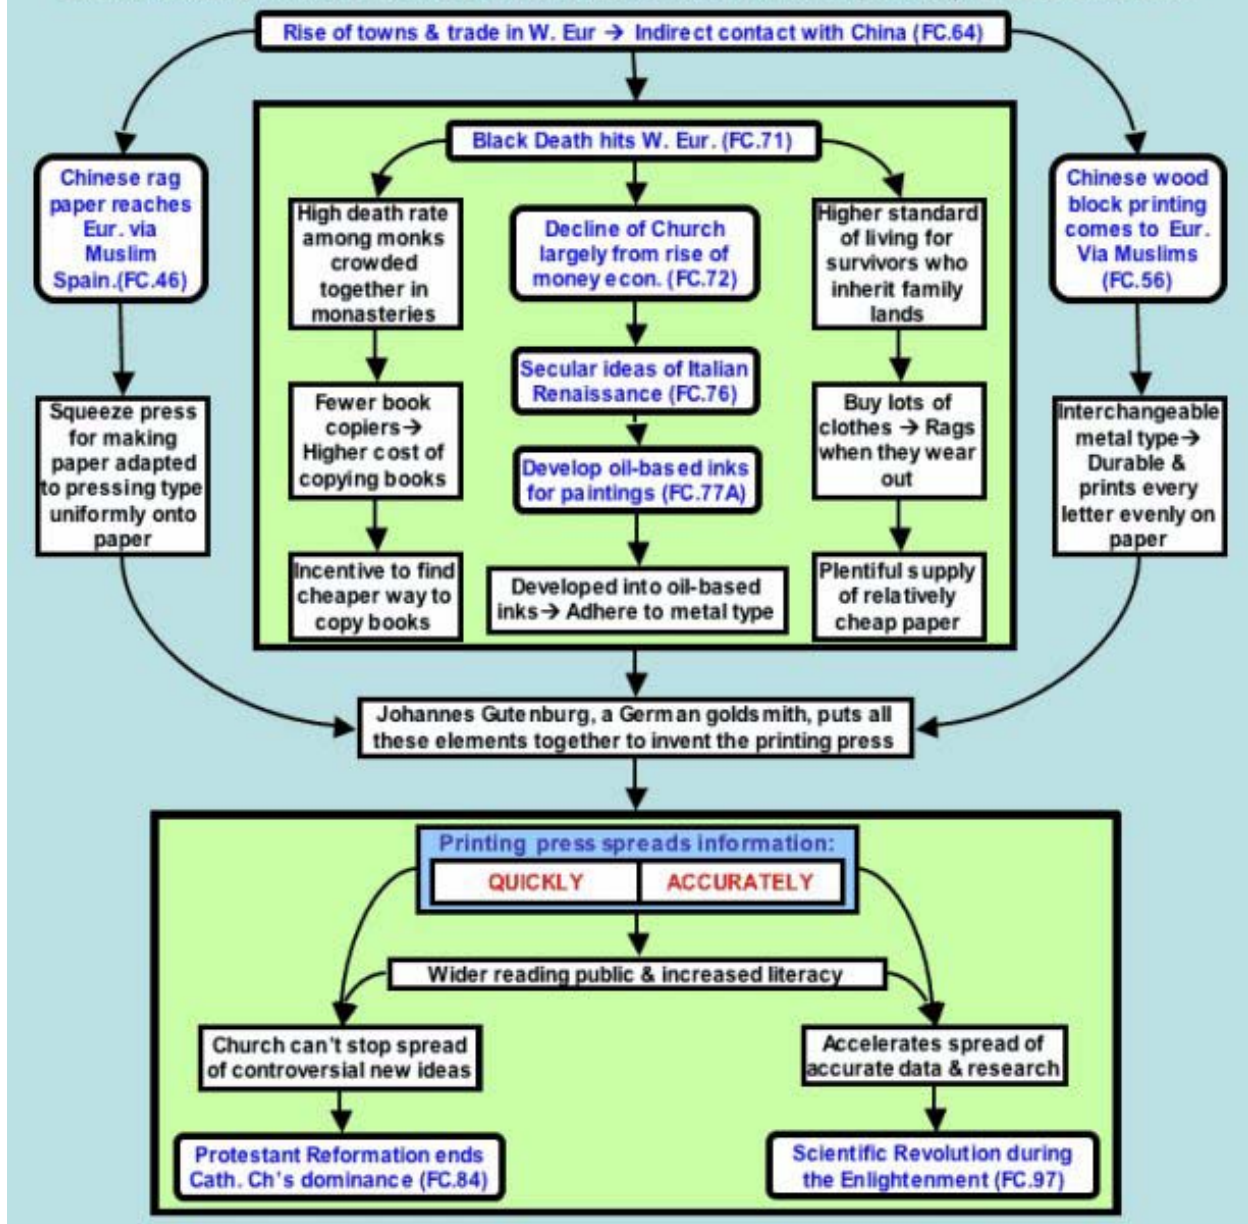 Rise of towns & trade in W. Eur → Indirect contact with China (FC.64)
Black Death hits W. Eur. (FC.71)
Chinese rag
paper reaches
Eur. via
Muslim
Spain.(FC.46)
Squeeze press
for making
paper adapted
to pressing type
uniformly onto
paper
High death rate
among monks
crowded
together in
monasteries
Fewer book
copiers→
Higher cost of
copying books
Incentive to find
cheaper way to
copy books
Decline of Church
largely from rise of
money econ. (FC.72)
Secular ideas of Italian
Renaissance (FC.76)
Develop oil-based inks
for paintings (FC.77A)
Developed into oil-based
inks→ Adhere to metal type
Higher standard
of living for
survivors who
inherit family
lands
Buy lots of
clothes → Rags
when they wear
out
Plentiful supply
of relatively
cheap paper
Chinese wood
block printing
comes to Eur.
Via Muslims
(FC.56)
Interchangeable
metal type→
Durable &
prints every
letter evenly on
paper
Johannes Gutenburg, a German goldsmith, puts all
these elements together to invent the printing press
Printing press spreads information:
QUICKLY ACCURATELY
Wider reading public & increased literacy
Church can't stop spread
of controversial new ideas
Protestant Reformation ends
Cath. Ch's dominance (FC.84)
Accelerates spread of
accurate data & research
Scientific Revolution during
the Enlightenment (FC.97)